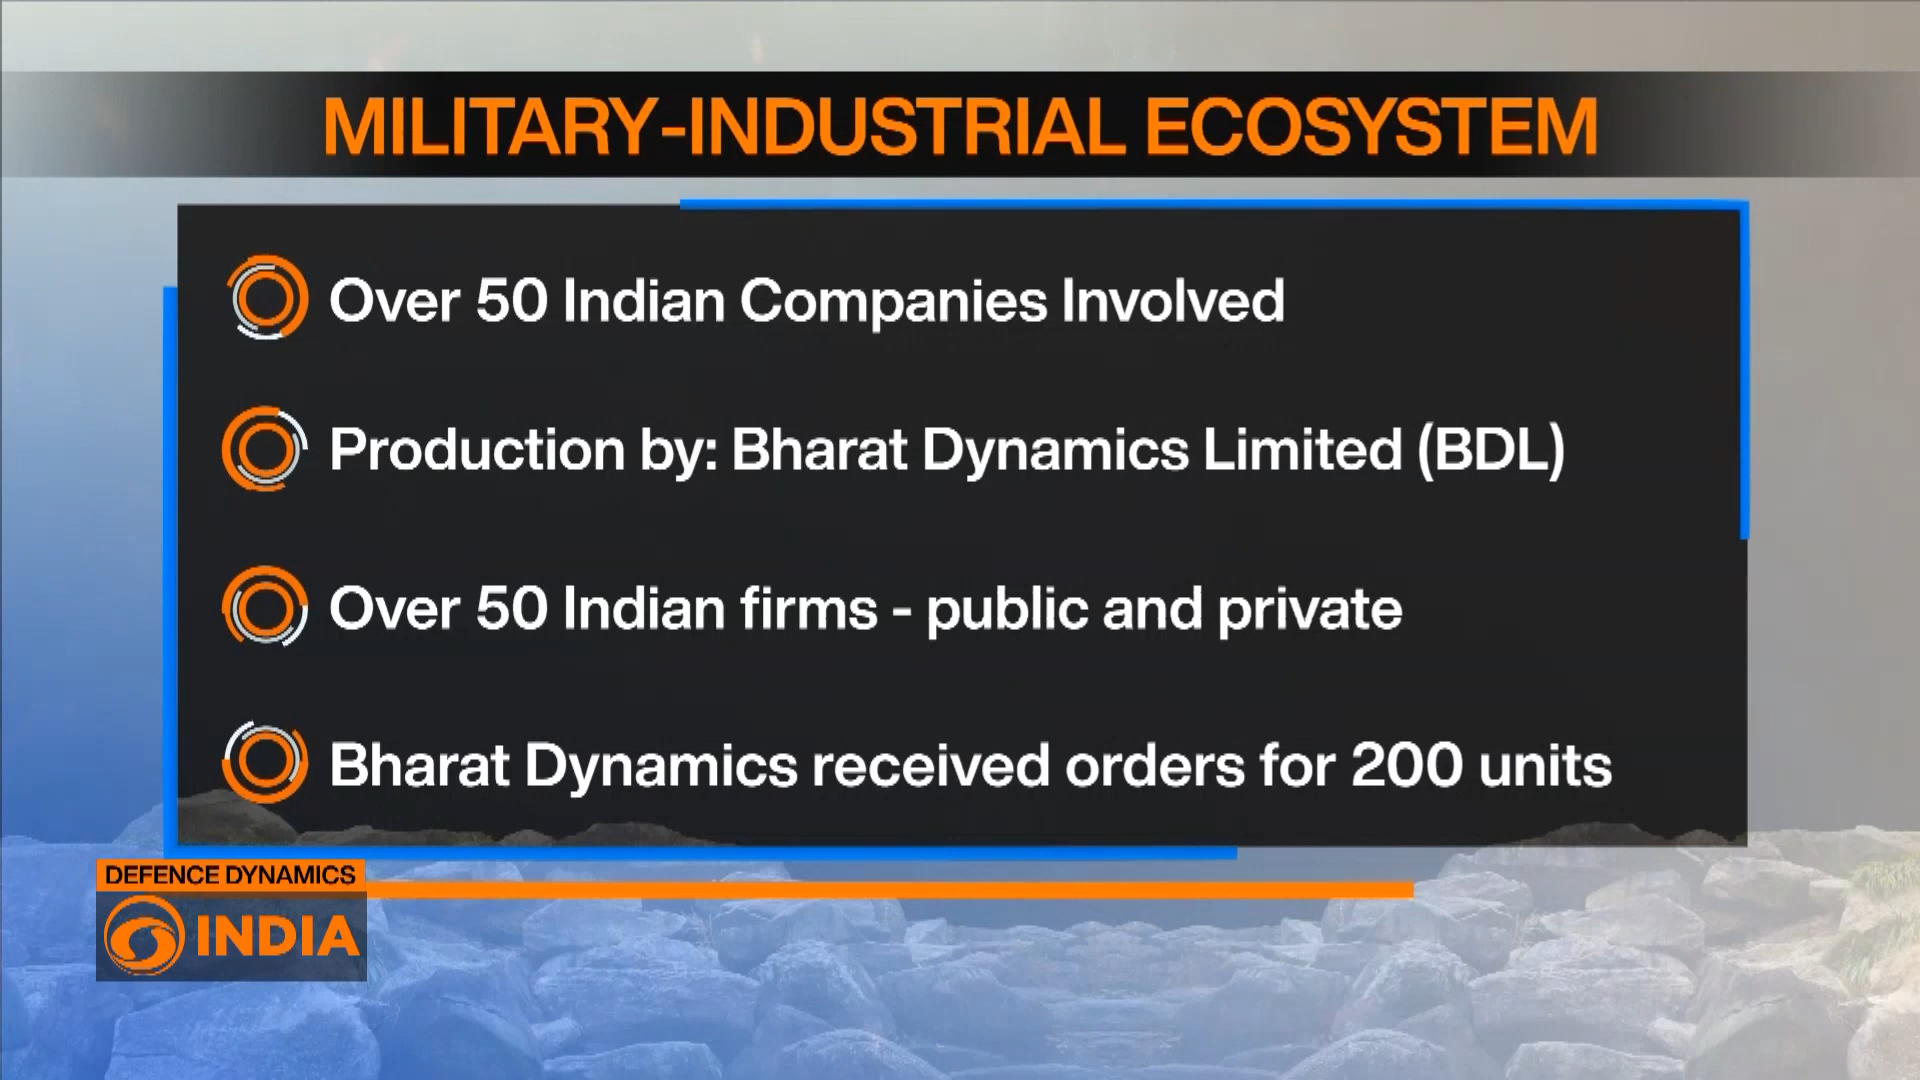 MILITARY-INDUSTRIAL ECOSYSTEM
Over 50 Indian Companies Involved
Production by: Bharat Dynamics Limited (BDL)
Over 50 Indian firms - public and private
Bharat Dynamics received orders for 200 units
DEFENCE DYNAMICS
INDIA